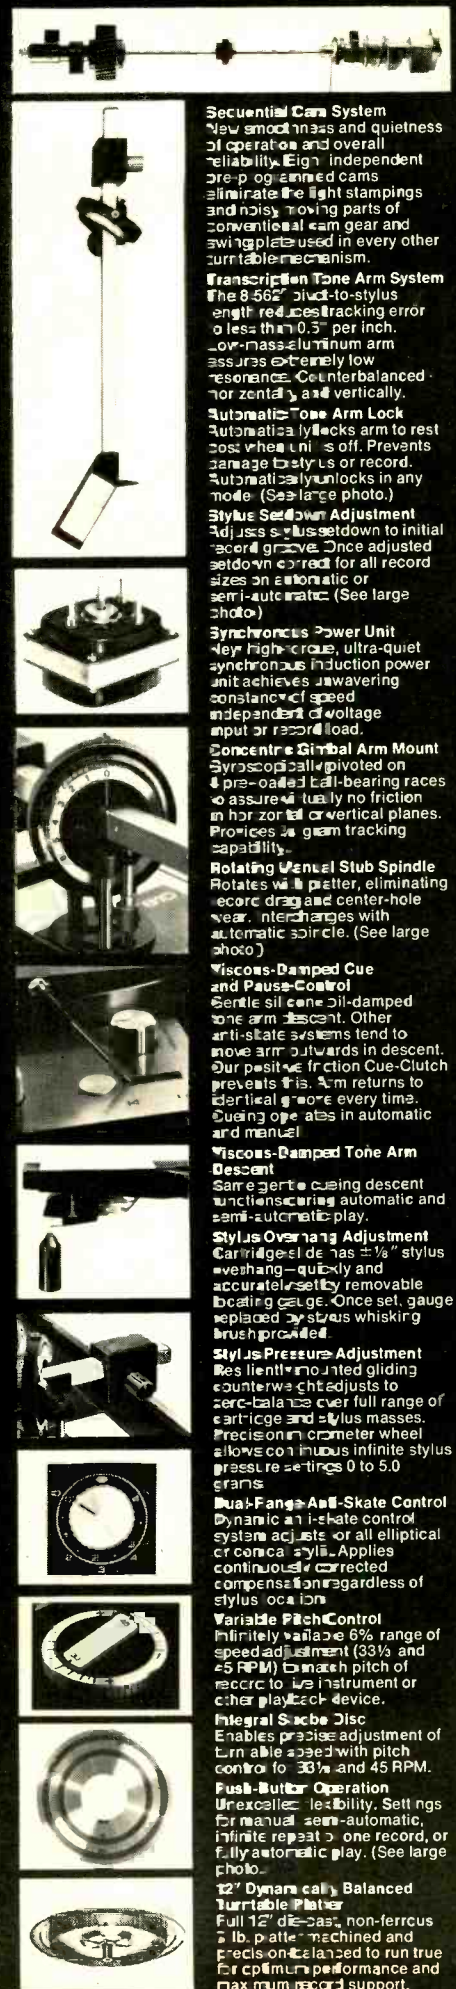 Sequential Cam System
New smoothness and quietness
of operation and overall
reliability. Eight independent
pre-programmed cams
eliminate the light stampings
and noisy moving parts of
conventional cam gear and
swingplate used in every other
turntable mechanism.
Transcription Tone Arm System
The 8.562" pivot-to-stylus
length reduces tracking error
to less than 0.5° per inch.
Low-mass aluminum arm
assures extremely low
resonance. Counterbalanced
horizontally and vertically.
Automatic Tone Arm Lock
Automatically locks arm to rest
post when unit is off. Prevents
damage to stylus or record.
Automatically unlocks in any
mode. (See large photo.)
Stylus Setdown Adjustment
Adjusts stylus setdown to initial
record groove. Once adjusted
setdown correct for all record
sizes on automatic or
semi-automatic. (See large
photo.)
Synchronous Power Unit
New high-torque, ultra-quiet
synchronous induction power
unit achieves unwavering
constancy of speed
independent of voltage
input or record load.
Concentric Gimbal Arm Mount
Gyroscopically pivoted on
4 pre-loaded ball-bearing races
to assure virtually no friction
in horizontal or vertical planes.
Provides gram tracking
capability.
Rotating Manual Stub Spindle
Rotates with platter, eliminating
record drag and center-hole
wear. Interchanges with
automatic spindle. (See large
photo.)
Viscous-Damped Cue
and Pause-Control
Gentle silicone oil-damped
tone arm descent. Other
anti-skate systems tend to
move arm outwards in descent.
Our positive friction Cue-Clutch
prevents this. Arm returns to
identical groove every time.
Cueing operates in automatic
and manual.
Viscous-Damped Tone Arm
Descent
Same gentle cueing descent
functions during automatic and
semi-automatic play.
Stylus Overhang Adjustment
Cartridge slide has ±⅛" stylus
overhang—quickly and
accurately set by removable
locating gauge. Once set, gauge
replaced by stylus whisking
brush provided.
Stylus Pressure Adjustment
Resiliently mounted gliding
counterweight adjusts to
zero-balance over full range of
cartridge and stylus masses.
Precision micrometer wheel
allows continuous infinite stylus
pressure settings 0 to 5.0
grams.
Dual-Range Anti-Skate Control
Dynamic anti-skate control
system adjusts for all elliptical
or conical styli. Applies
continuously corrected
compensation regardless of
stylus location.
Variable Pitch Control
Infinitely variable 6% range of
speed adjustment (33⅓ and
45 RPM) to match pitch of
record to live instrument or
other playback device.
Integral Strobe Disc
Enables precise adjustment of
turntable speed with pitch
control for 33⅓ and 45 RPM.
Push-Button Operation
Unexcelled flexibility. Settings
for manual, semi-automatic,
infinite repeat of one record, or
fully automatic play. (See large
photo.
12" Dynamically Balanced
Turntable Platter
Full 12" die-cast, non-ferrous
lb. platter machined and
precision-balanced to run true
for optimum performance and
maximum record support.